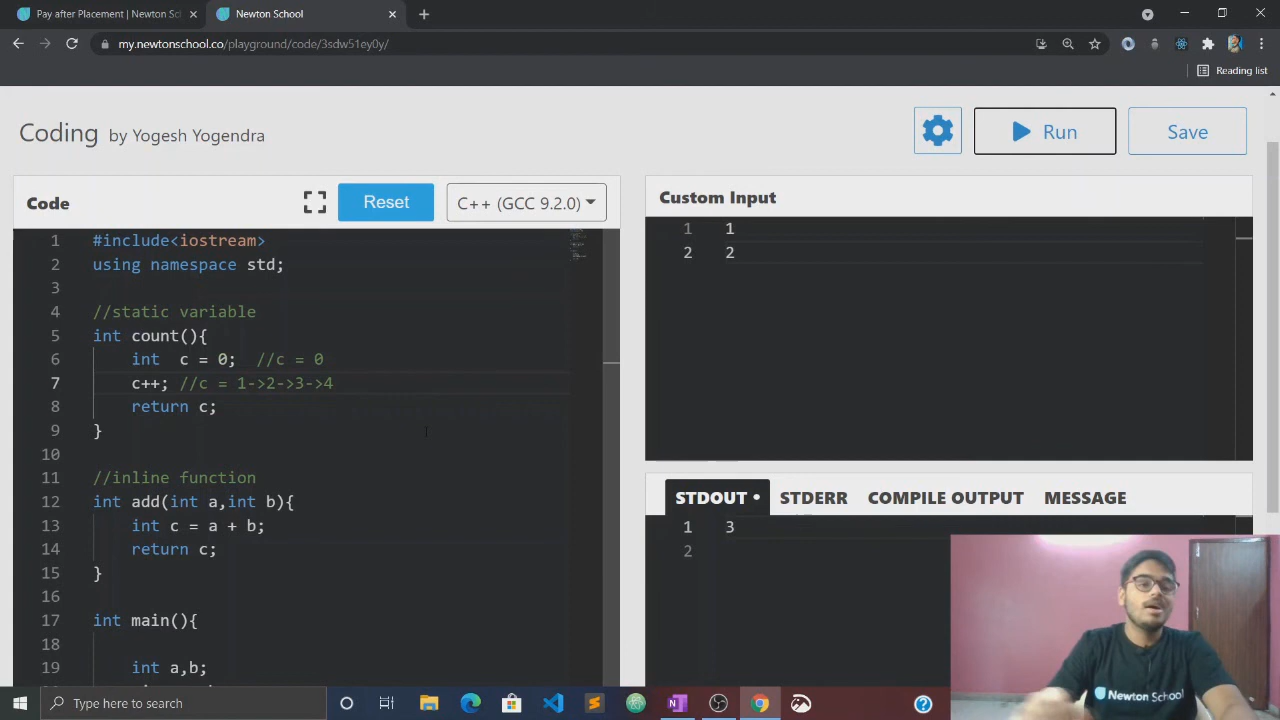 Pay after Placement | Newton Sc
Newton School
my.newtonschool.co/playground/code/3sdw51ey0y/
Reading list
Coding by Yogesh Yogendra
Run
Save
Code
Reset
C++ (GCC 9.2.0)
1 #include<iostream>
2 using namespace std;
3
4 //static variable
5 int count(){
6 int  c = 0;  //c = 0
7 c++; //c = 1->2->3->4
8 return c;
9 }
10
11 //inline function
12 int add(int a,int b){
13 int c = a + b;
14 return c;
15 }
16
17 int main(){
18
19 int a,b;
Custom Input
1 1
2 2
STDOUT • STDERR COMPILE OUTPUT MESSAGE
1 3
2
Newton School
Type here to search